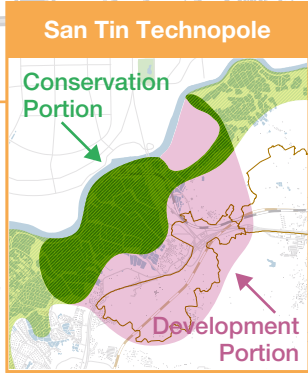 San Tin Technopole
Conservation
Portion
Development
Portion